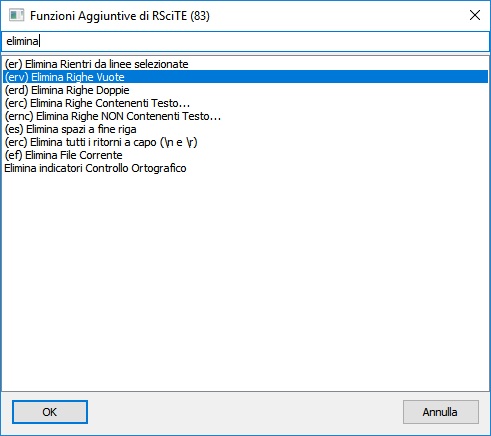 Funzioni Aggiuntive di RSciTE (83)
elimina
(er) Elimina Rientri da linee selezionate
(erv) Elimina Righe Vuote
(erd) Elimina Righe Doppie
(erc) Elimina Righe Contenenti Testo...
(ernc) Elimina Righe NON Contenenti Testo...
(es) Elimina spazi a fine riga
(erc) Elimina tutti i ritorni a capo (\n e \r)
(ef) Elimina File Corrente
Elimina indicatori Controllo Ortografico
OK
Annulla